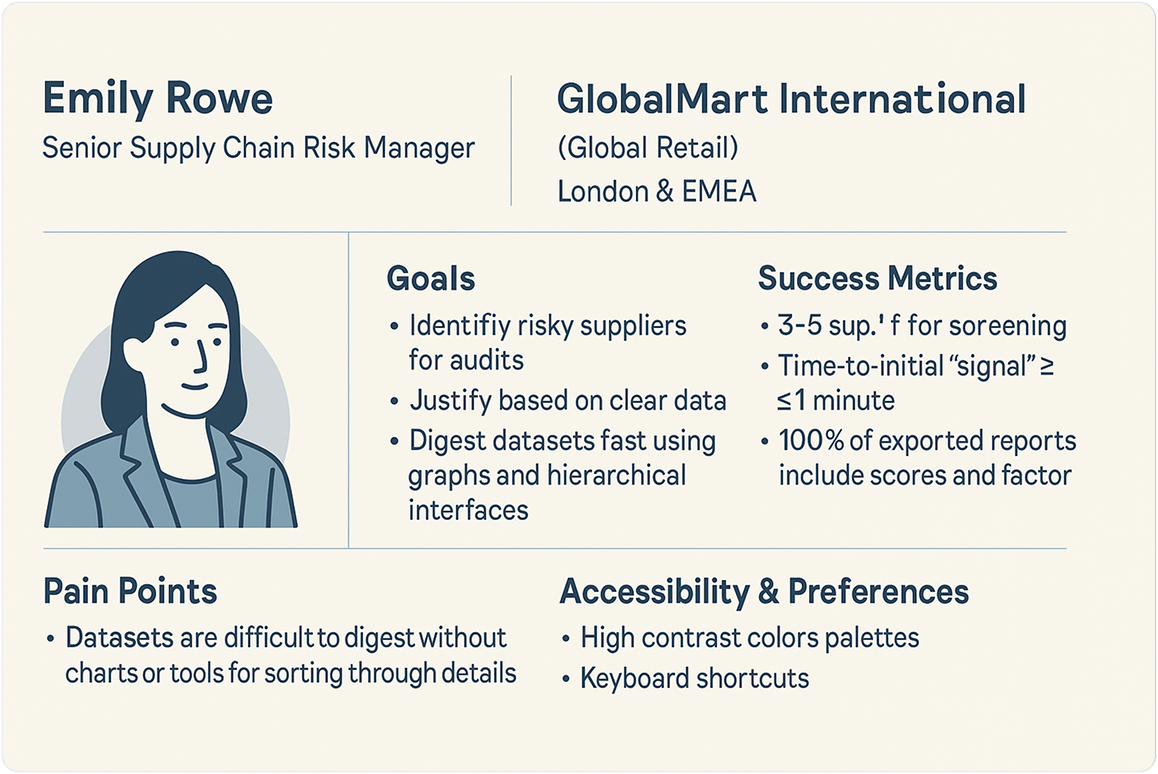 Emily Rowe
Senior Supply Chain Risk Manager
GlobalMart International
(Global Retail)
London & EMEA
Goals
• Identifiy risky suppliers
for audits
• Justify based on clear data
• Digest datasets fast using
graphs and hierarchical
interfaces
Success Metrics
• 3-5 sup.' f for soreening
• Time-to-initial “signal” ≥
≤1 minute
• 100% of exported reports
include scores and factor
Pain Points
• Datasets are difficult to digest without
charts or tools for sorting through details
Accessibility & Preferences
• High contrast colors palettes
• Keyboard shortcuts